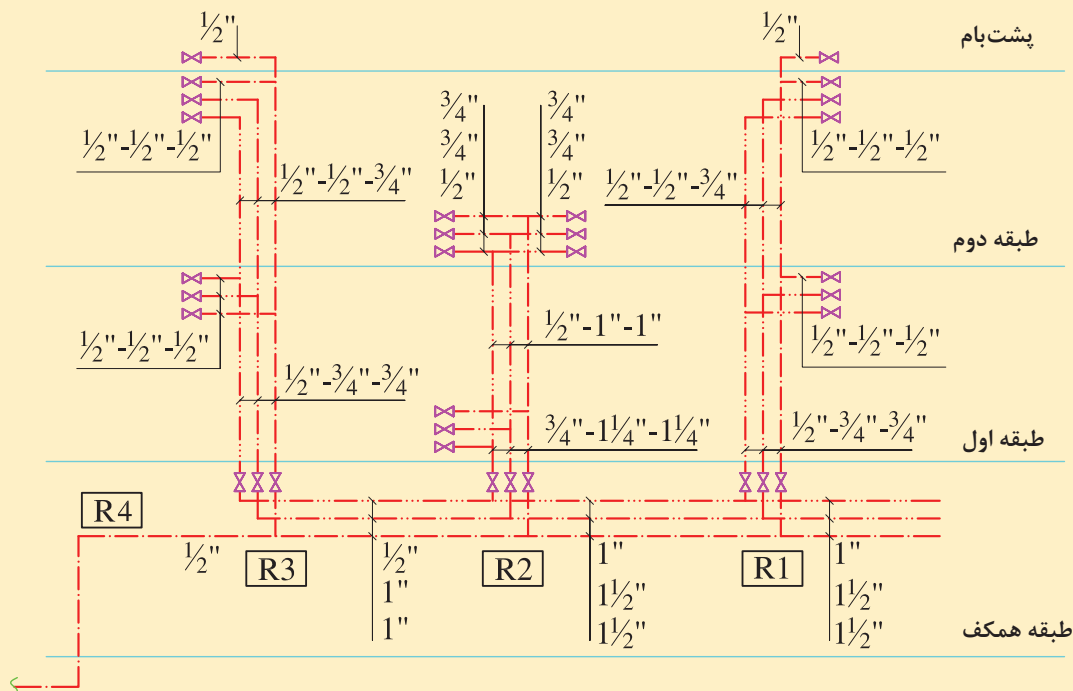 ½" ½" پشت‌بام
¾" ¾"
¾" ¾"
½"-½"-½" ½" ½" ½"-½"-½"
½"-½"-¾" ½"-½"-¾"
طبقه دوم
½"-½"-½" ½"-1"-1" ½"-½"-½"
½"-¾"-¾" ¾"-1¼"-1¼" ½"-¾"-¾" طبقه اول
R4
½" R3 ½" R2 1" R1 1"
1" 1½" 1½"
1" 1½" 1½" طبقه همکف